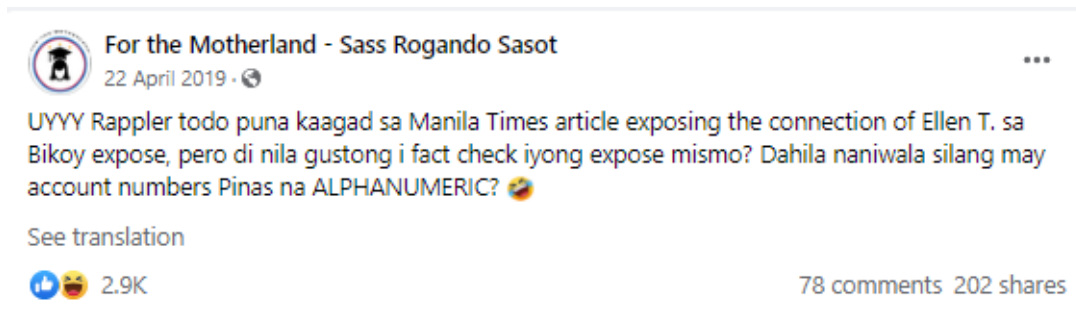 For the Motherland - Sass Rogando Sasot
22 April 2019 ·
UYYY Rappler todo puna kaagad sa Manila Times article exposing the connection of Ellen T. sa
Bikoy expose, pero di nila gustong i fact check iyong expose mismo? Dahila naniwala silang may
account numbers Pinas na ALPHANUMERIC? 🤣
See translation
2.9K
78 comments 202 shares